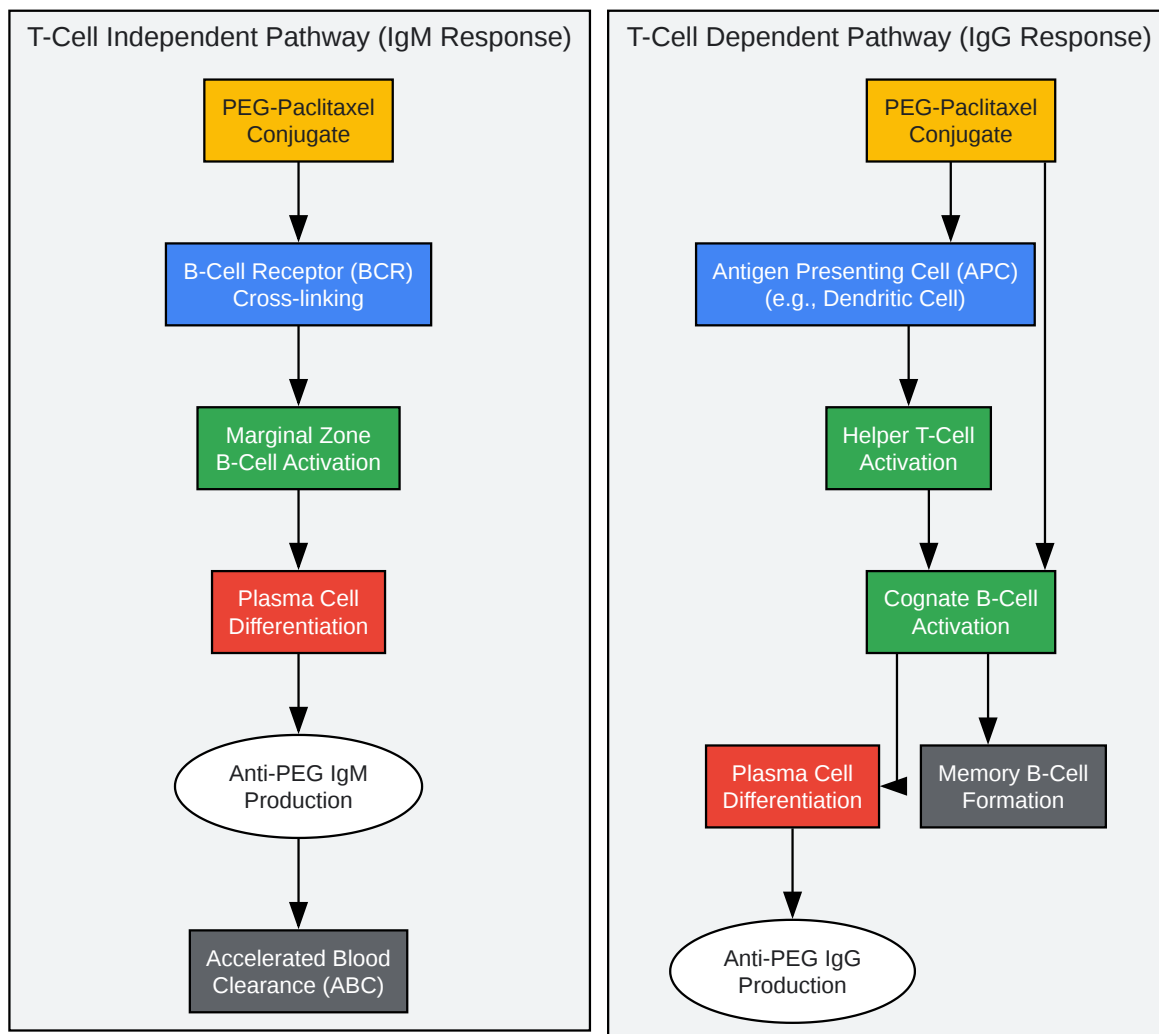 T-Cell Independent Pathway (IgM Response)
PEG-Paclitaxel
Conjugate
B-Cell Receptor (BCR)
Cross-linking
Marginal Zone
B-Cell Activation
Plasma Cell
Differentiation
Anti-PEG IgM
Production
Accelerated Blood
Clearance (ABC)
T-Cell Dependent Pathway (IgG Response)
PEG-Paclitaxel
Conjugate
Antigen Presenting Cell (APC)
(e.g., Dendritic Cell)
Helper T-Cell
Activation
Cognate B-Cell
Activation
Plasma Cell
Differentiation
Memory B-Cell
Formation
Anti-PEG IgG
Production